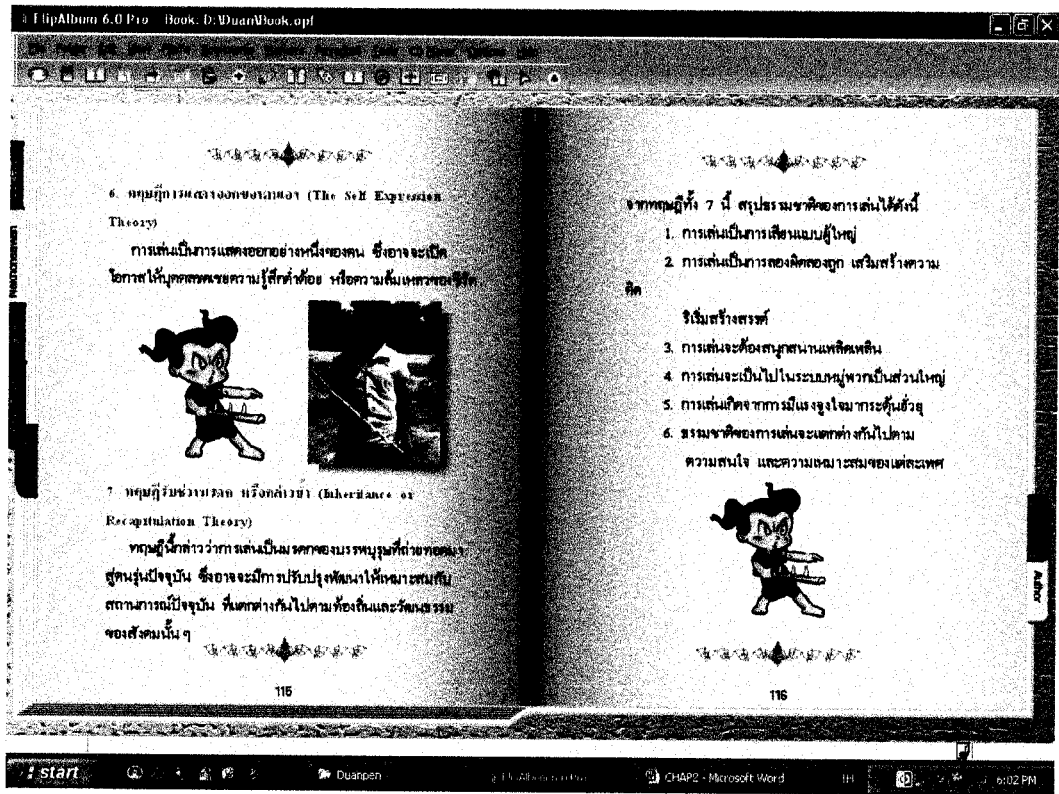 FlipAlbum 6.0 Pro Book: D:\Duan\Book.opf
6. ทฤษฎีการแสดงออกของตนเอง (The Self Expression
Theory)
การเล่นเป็นการแสดงออกอย่างหนึ่งของตน ซึ่งอาจจะเปิด
โอกาสให้บุคคลชดเชยความรู้สึกต่ำต้อย หรือความล้มเหลวของชีวิต
7. ทฤษฎีรับช่วงมรดก หรือกล่าวย้ำ (Inheritance or
Recapitulation Theory)
ทฤษฎีนี้กล่าวว่าการเล่นเป็นมรดกของบรรพบุรุษที่ถ่ายทอดมา
สู่คนรุ่นปัจจุบัน ซึ่งอาจจะมีการปรับปรุงพัฒนาให้เหมาะสมกับ
สถานการณ์ปัจจุบัน ที่แตกต่างกันไปตามท้องถิ่นและวัฒนธรรม
ของสังคมนั้น ๆ
115
จากทฤษฎีทั้ง 7 นี้ สรุปธรรมชาติของการเล่นได้ดังนี้
1. การเล่นเป็นการเลียนแบบผู้ใหญ่
2. การเล่นเป็นการลองผิดลองถูก เสริมสร้างความ
คิด
ริเริ่มสร้างสรรค์
3. การเล่นจะต้องสนุกสนานเพลิดเพลิน
4. การเล่นจะเป็นไปในระบบหมู่พวกเป็นส่วนใหญ่
5. การเล่นเกิดจากการมีแรงจูงใจมากระตุ้นยั่วยุ
6. ธรรมชาติของการเล่นจะแตกต่างกันไปตาม
ความสนใจ และความเหมาะสมของแต่ละเพศ
116
Author
start
Duanpen
CHAP2 - Microsoft Word
TH
6:02 PM